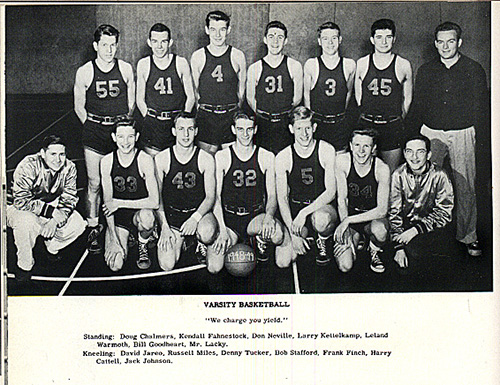 55 41 4 31 3 45
33 43 32 5 34
1948-49
VARSITY BASKETBALL
"We charge you yield."
Standing: Doug Chalmers, Kendall Fahnestock, Don Neville, Larry Kettelkamp, Leland
Warmoth, Bill Goodheart, Mr. Lacky.
Kneeling: David Jareo, Russell Miles, Denny Tucker, Bob Stafford, Frank Finch, Harry
Cattell, Jack Johnson.